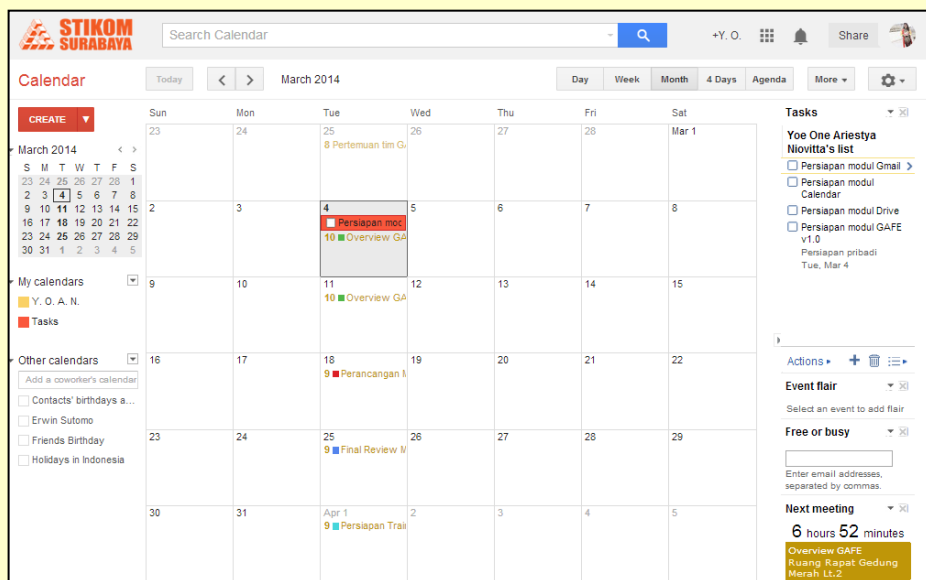 STIKOM
SURABAYA
Search Calendar
+Y. O.
Share
Calendar
Today
March 2014
Day Week Month 4 Days Agenda
More
CREATE
March 2014
S M T W T F S
23 24 25 26 27 28 1
2 3 4 5 6 7 8
9 10 11 12 13 14 15
16 17 18 19 20 21 22
23 24 25 26 27 28 29
30 31 1 2 3 4 5
My calendars
Y. O. A. N.
Tasks
Other calendars
Add a coworker's calendar
Contacts' birthdays a...
Erwin Sutomo
Friends Birthday
Holidays in Indonesia
Sun Mon Tue Wed Thu Fri Sat
23 24 25 26 27 28 Mar 1
8 Pertemuan tim G
2 3 4 5 6 7 8
Persiapan moc
10 Overview GA
9 10 11 12 13 14 15
10 Overview GA
16 17 18 19 20 21 22
9 Perancangan M
23 24 25 26 27 28 29
9 Final Review M
30 31 Apr 1 2 3 4 5
9 Persiapan Trai
Tasks
Yoe One Ariestya
Niovitta's list
Persiapan modul Gmail >
Persiapan modul
Calendar
Persiapan modul Drive
Persiapan modul GAFE
v1.0
Persiapan pribadi
Tue, Mar 4
Actions
Event flair
Select an event to add flair
Free or busy
Enter email addresses,
separated by commas.
Next meeting
6 hours 52 minutes
Overview GAFE
Ruang Rapat Gedung
Merah Lt.2